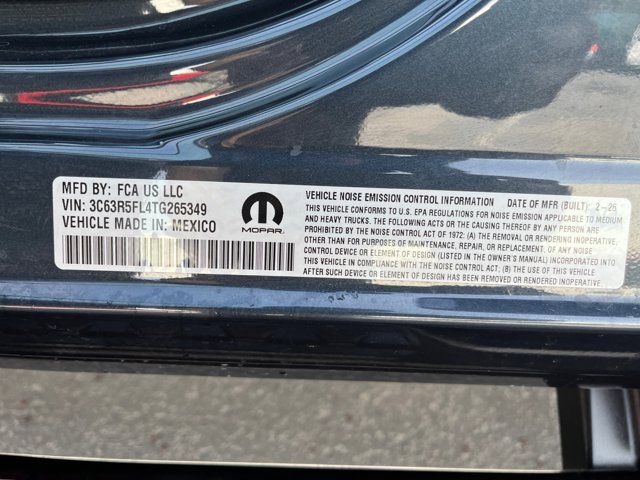 MFD BY: FCA US LLC
VIN: 3C63R5FL4TG265349
VEHICLE MADE IN: MEXICO
MOPAR
VEHICLE NOISE EMISSION CONTROL INFORMATION DATE OF MFR (BUILT): 2-26
THIS VEHICLE CONFORMS TO U.S. EPA REGULATIONS FOR NOISE EMISSION APPLICABLE TO MEDIUM
AND HEAVY TRUCKS. THE FOLLOWING ACTS OR THE CAUSING THEREOF BY ANY PERSON
ARE PROHIBITED BY THE NOISE CONTROL ACT OF 1972: (A) THE REMOVAL OR RENDERING INOPERATIVE,
OTHER THAN FOR PURPOSES OF MAINTENANCE, REPAIR, OR REPLACEMENT, OF ANY NOISE
CONTROL DEVICE OR ELEMENT OF DESIGN (LISTED IN THE OWNER'S MANUAL) INCORPORATED INTO
THIS VEHICLE IN COMPLIANCE WITH THE NOISE CONTROL ACT; (B) THE USE OF THIS VEHICLE
AFTER SUCH DEVICE OR ELEMENT OF DESIGN HAS BEEN REMOVED OR RENDERED INOPERATIVE.